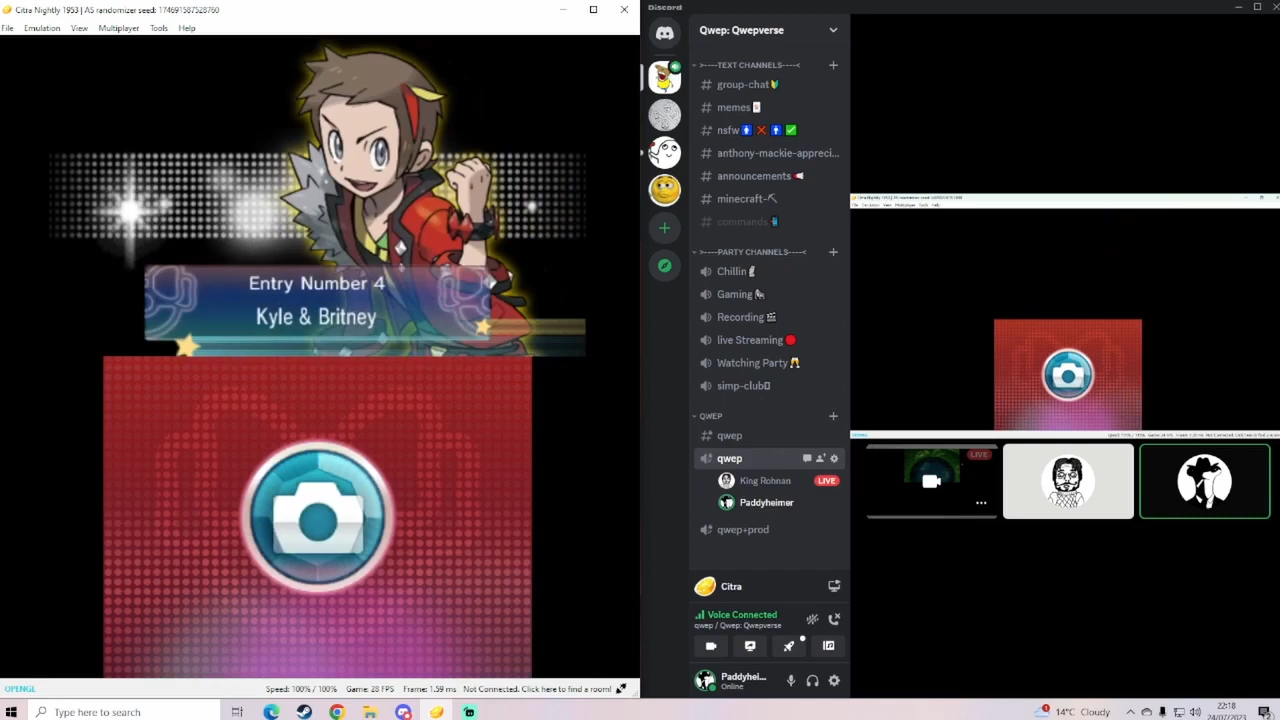 Citra Nightly 1953 | AS randomizer seed: 174691587528760
File Emulation View Multiplayer Tools Help
Entry Number 4
Kyle & Britney
OPENGL Speed: 100% / 100% Game: 28 FPS Frame: 1.59 ms Not Connected. Click here to find a room!
Discord
Qwep: Qwepverse
>----TEXT CHANNELS----<
group-chat
memes
nsfw
anthony-mackie-appreci...
announcements
minecraft-
commands
>----PARTY CHANNELS----<
Chillin
Gaming
Recording
live Streaming
Watching Party
simp-club
QWEP
qwep
qwep
King Rohnan LIVE
Paddyheimer
qwep+prod
Citra
Voice Connected
qwep / Qwep: Qwepverse
Paddyhei...
Online
LIVE
Type here to search
14°C Cloudy
22:18
24/07/2023